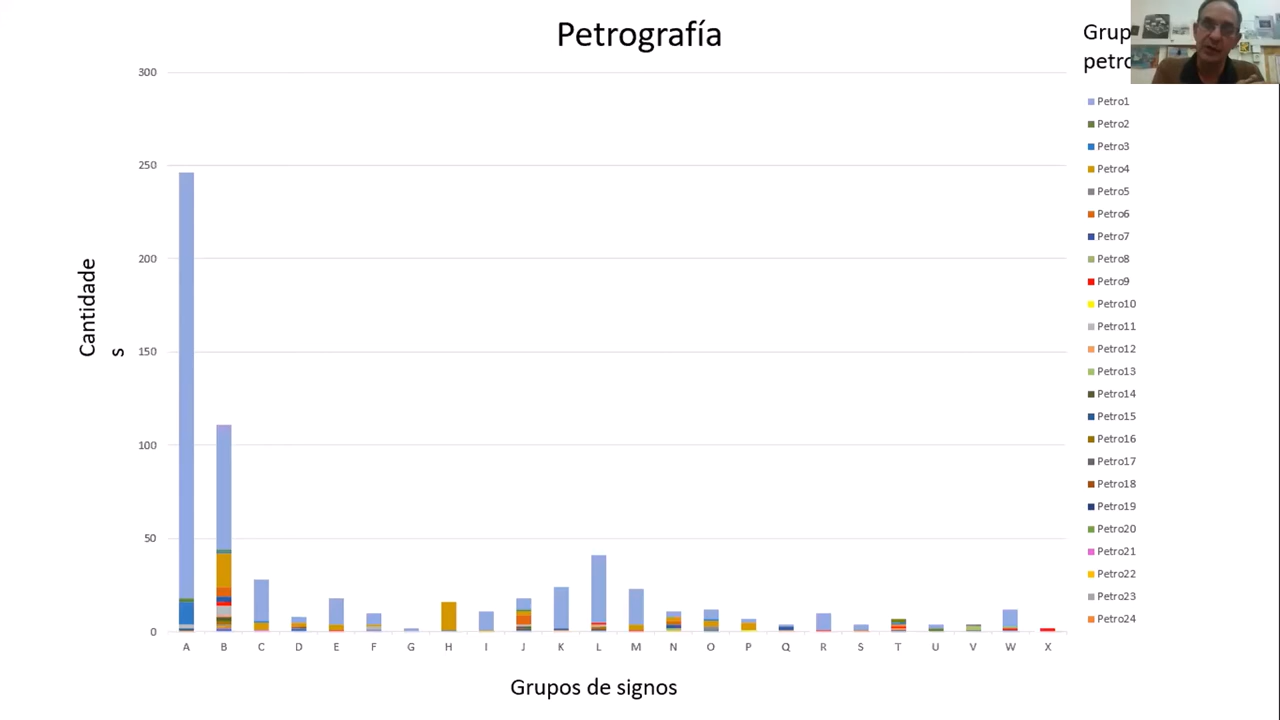 Petrografía
Grup
petro
300
250
200
150
100
50
0
Cantidade
s
A B C D E F G H I J K L M N O P Q R S T U V W X
Grupos de signos
Petro1
Petro2
Petro3
Petro4
Petro5
Petro6
Petro7
Petro8
Petro9
Petro10
Petro11
Petro12
Petro13
Petro14
Petro15
Petro16
Petro17
Petro18
Petro19
Petro20
Petro21
Petro22
Petro23
Petro24